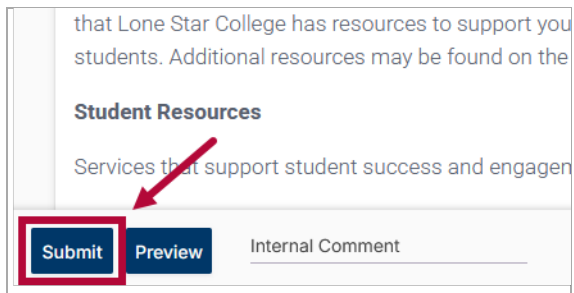 that Lone Star College has resources to support you
students. Additional resources may be found on the
Student Resources
Services that support student success and engagem
Submit Preview Internal Comment